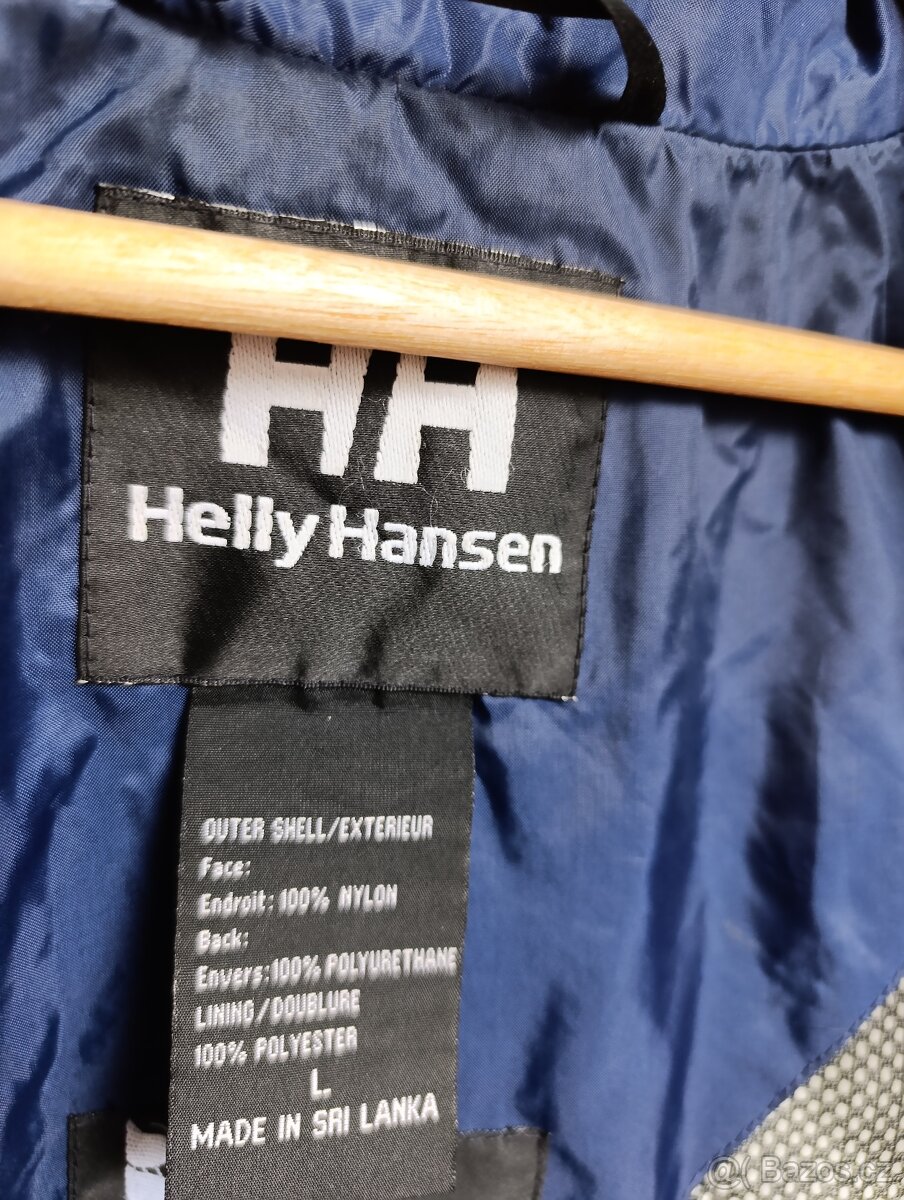 HH
Helly Hansen
OUTER SHELL/EXTERIEUR
Face:
Endroit: 100% NYLON
Back:
Envers: 100% POLYURETHANE
LINING/DOUBLURE
100% POLYESTER
L.
MADE IN SRI LANKA
Bazos.cz